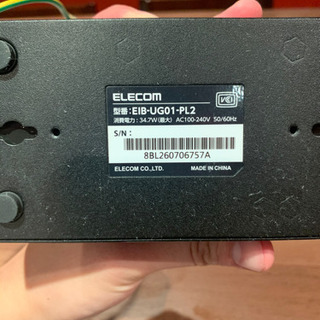 ELECOM
型番:EIB-UG01-PL2
消費電力:34.7W(最大) AC100-240V 50/60Hz
VCI
S/N:
8BL260706757A
ELECOM CO.,LTD. MADE IN CHINA